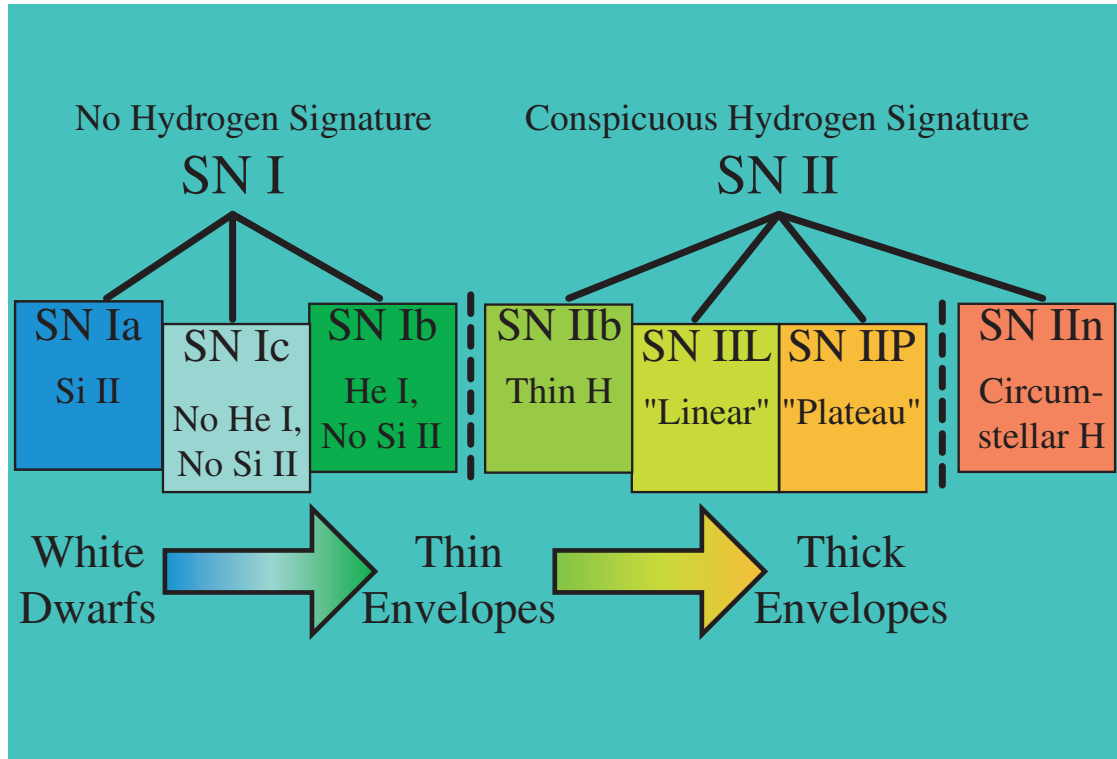 No Hydrogen Signature
SN I
Conspicuous Hydrogen Signature
SN II
SN Ia
Si II
SN Ic
No He I,
No Si II
SN Ib
He I,
No Si II
SN IIb
Thin H
SN IIL
"Linear"
SN IIP
"Plateau"
SN IIn
Circum-
stellar H
White
Dwarfs
Thin
Envelopes
Thick
Envelopes